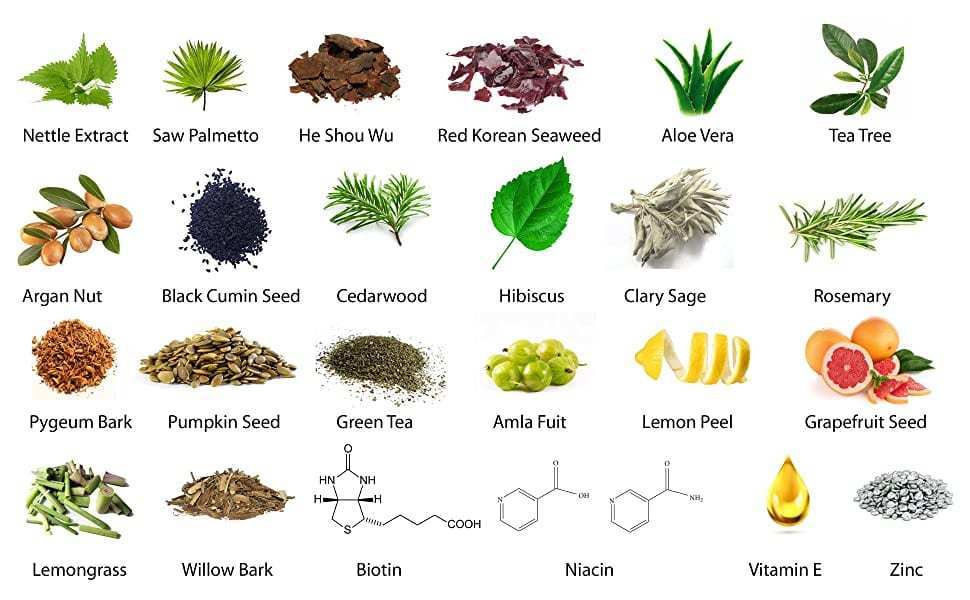 Nettle Extract
Saw Palmetto
He Shou Wu
Red Korean Seaweed
Aloe Vera
Tea Tree
Argan Nut
Black Cumin Seed
Cedarwood
Hibiscus
Clary Sage
Rosemary
Pygeum Bark
Pumpkin Seed
Green Tea
Amla Fuit
Lemon Peel
Grapefruit Seed
O
HN
NH
H
H
S
COOH
O
OH
N
O
NH₂
N
Lemongrass
Willow Bark
Biotin
Niacin
Vitamin E
Zinc